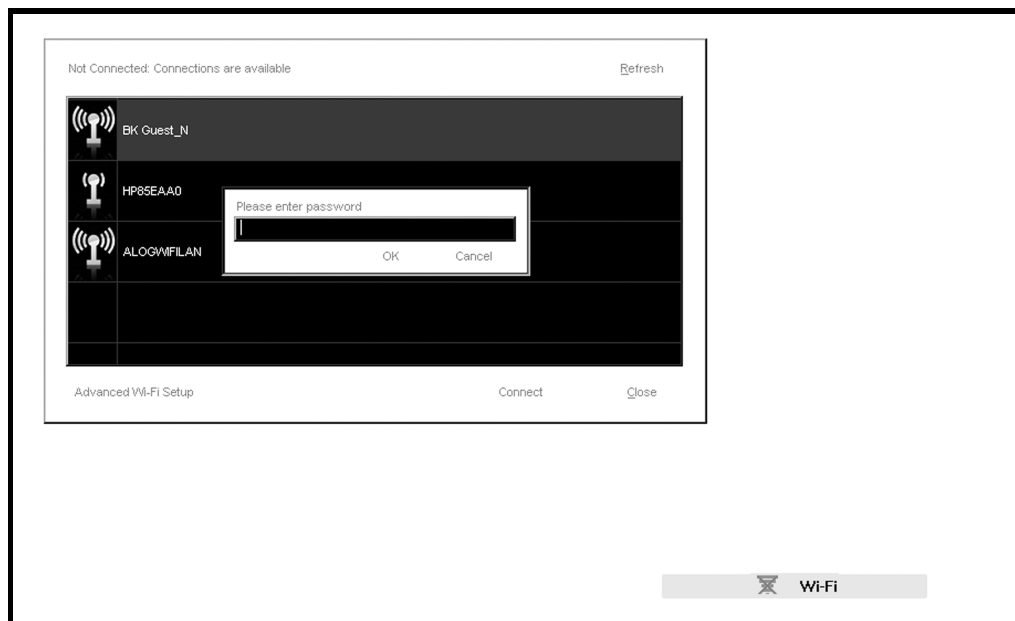 Not Connected: Connections are available Refresh
BK Guest_N
HP85EAA0
Please enter password
ALOGWIFILAN
OK Cancel
Advanced Wi-Fi Setup Connect Close
Wi-Fi